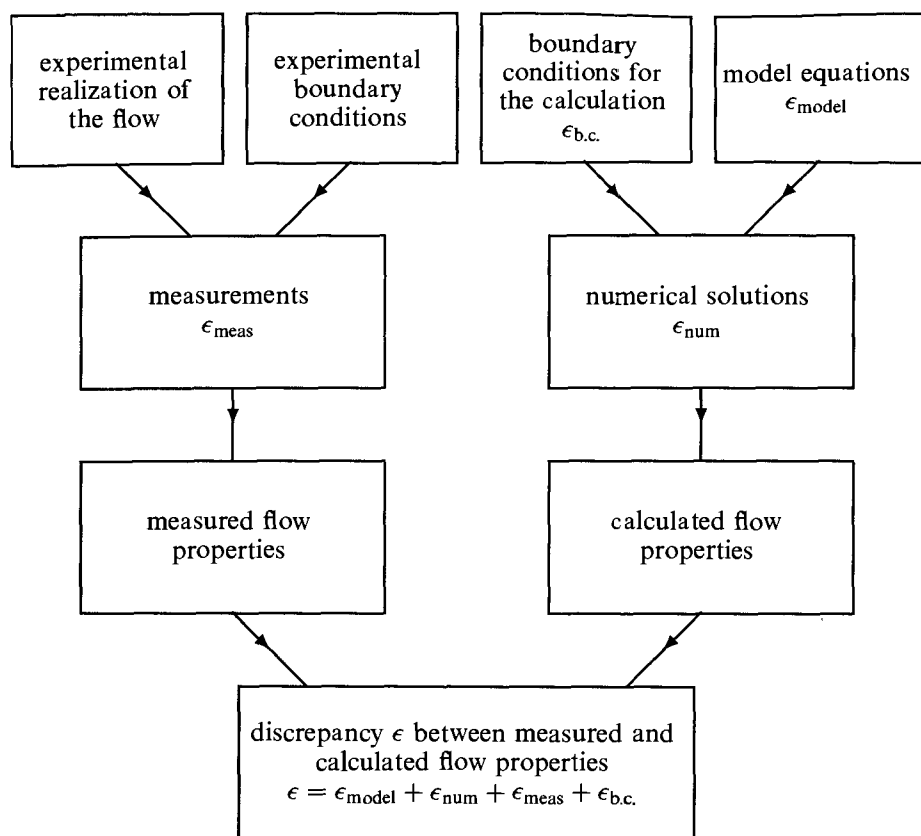 experimental
realization of
the flow
experimental
boundary
conditions
boundary
conditions for
the calculation
ϵb.c.
model equations
ϵmodel
measurements
ϵmeas
numerical solutions
ϵnum
measured flow
properties
calculated flow
properties
discrepancy ϵ between measured and
calculated flow properties
ϵ = ϵmodel + ϵnum + ϵmeas + ϵb.c.